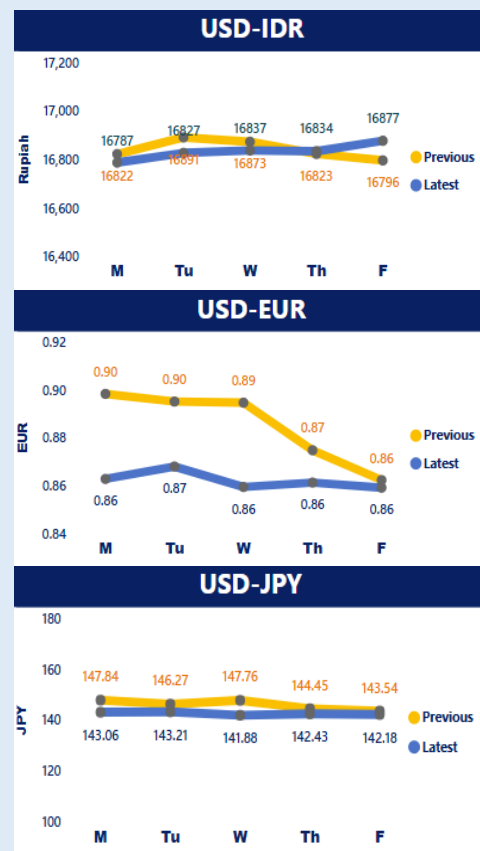 USD-IDR
17,200
17,000
16,800
16,600
16,400
Rupiah
16787 16827 16837 16834 16877
16822 16891 16873 16823 16796
Previous
Latest
M Tu W Th F
USD-EUR
0.92
0.90
0.88
0.86
0.84
EUR
0.90 0.90 0.89 0.87 0.86
0.86 0.87 0.86 0.86 0.86
Previous
Latest
M Tu W Th F
USD-JPY
180
160
140
120
100
JPY
147.84 146.27 147.76 144.45 143.54
143.06 143.21 141.88 142.43 142.18
Previous
Latest
M Tu W Th F